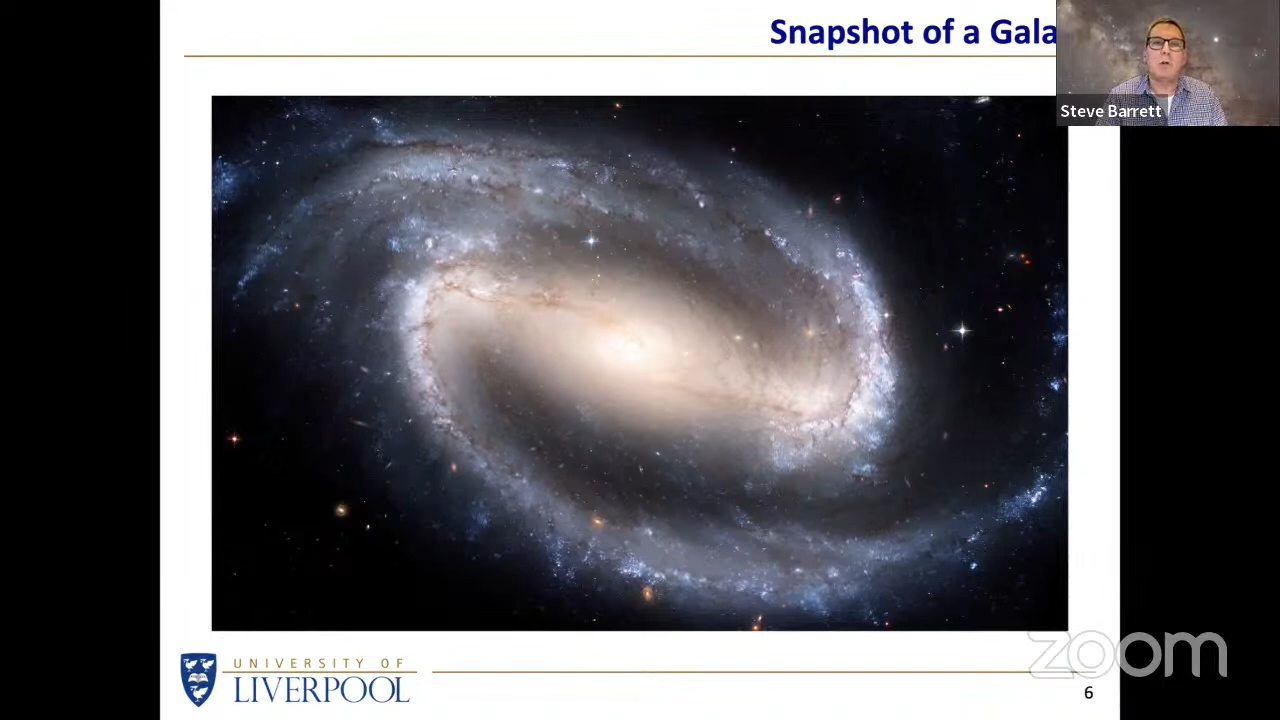 Snapshot of a Gala
Steve Barrett
UNIVERSITY OF
LIVERPOOL
zoom
6